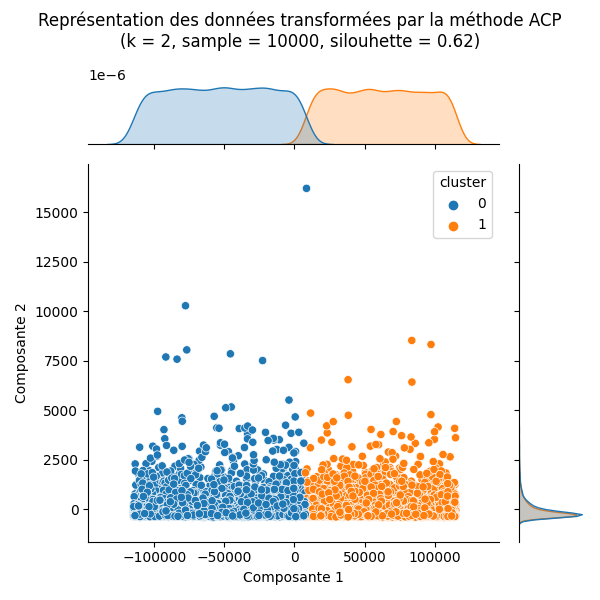 Représentation des données transformées par la méthode ACP
(k = 2, sample = 10000, silouhette = 0.62)
1e−6
cluster
0
1
15000
12500
10000
7500
5000
2500
0
Composante 2
−100000 −50000 0 50000 100000
Composante 1